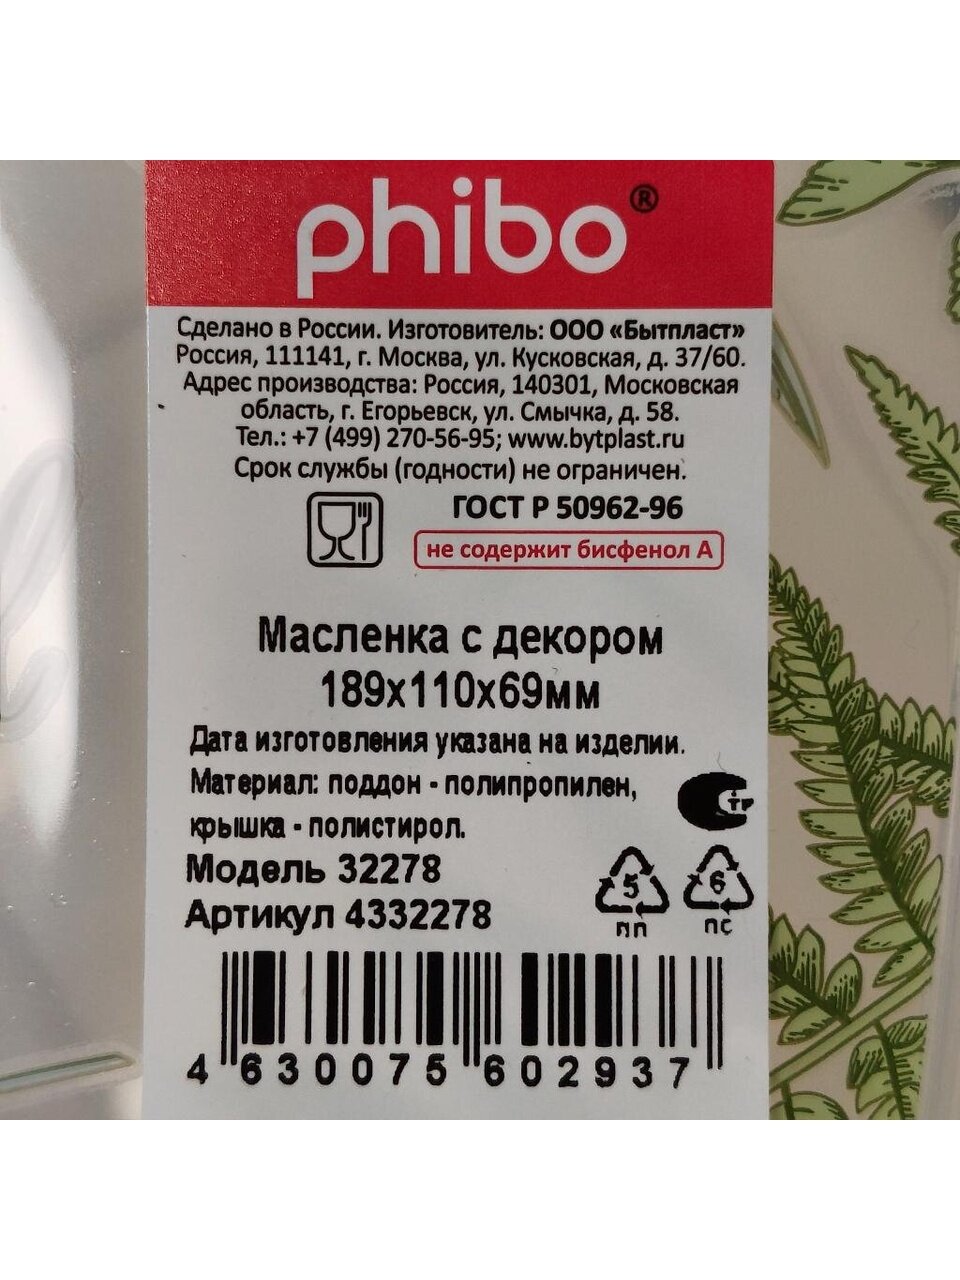 phibo®
Сделано в России. Изготовитель: ООО «Бытпласт»
Россия, 111141, г. Москва, ул. Кусковская, д. 37/60.
Адрес производства: Россия, 140301, Московская
область, г. Егорьевск, ул. Смычка, д. 58.
Тел.: +7 (499) 270-56-95; www.bytplast.ru
Срок службы (годности) не ограничен.
ГОСТ Р 50962-96
не содержит бисфенол А
Масленка с декором
189х110х69мм
Дата изготовления указана на изделии.
Материал: поддон - полипропилен,
крышка - полистирол.
Модель 32278
Артикул 4332278
5 6
ПП ПС
4 630075 602937